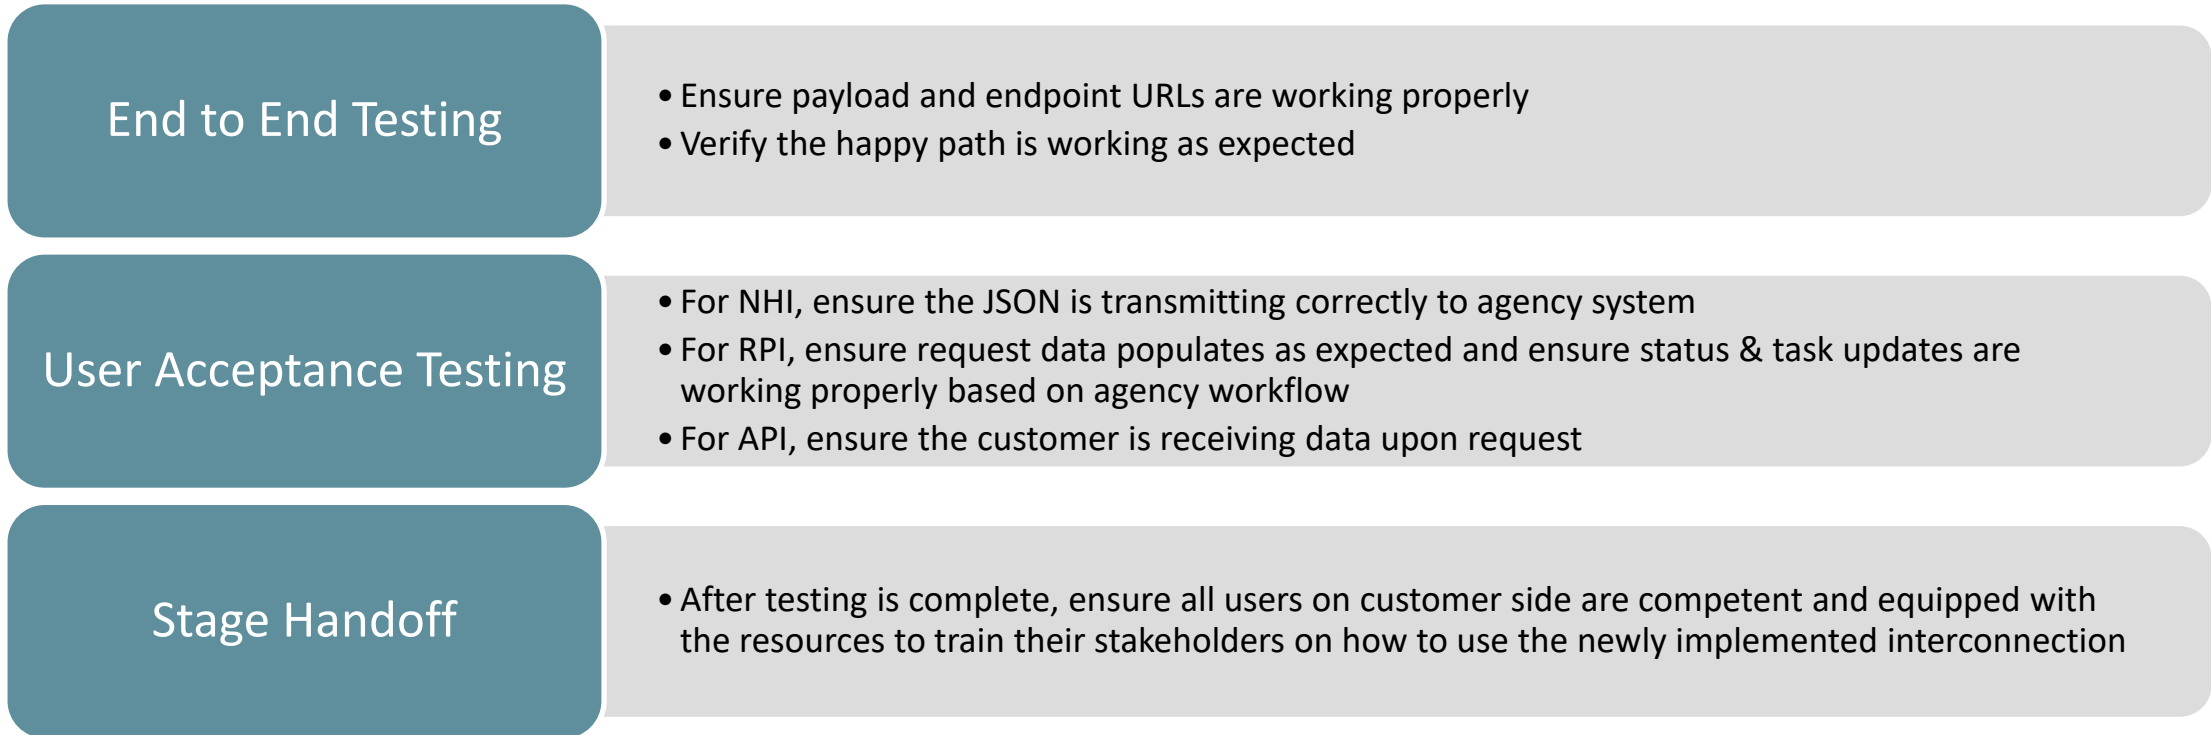 End to End Testing
• Ensure payload and endpoint URLs are working properly
• Verify the happy path is working as expected
User Acceptance Testing
• For NHI, ensure the JSON is transmitting correctly to agency system
• For RPI, ensure request data populates as expected and ensure status & task updates are
working properly based on agency workflow
• For API, ensure the customer is receiving data upon request
Stage Handoff
• After testing is complete, ensure all users on customer side are competent and equipped with
the resources to train their stakeholders on how to use the newly implemented interconnection